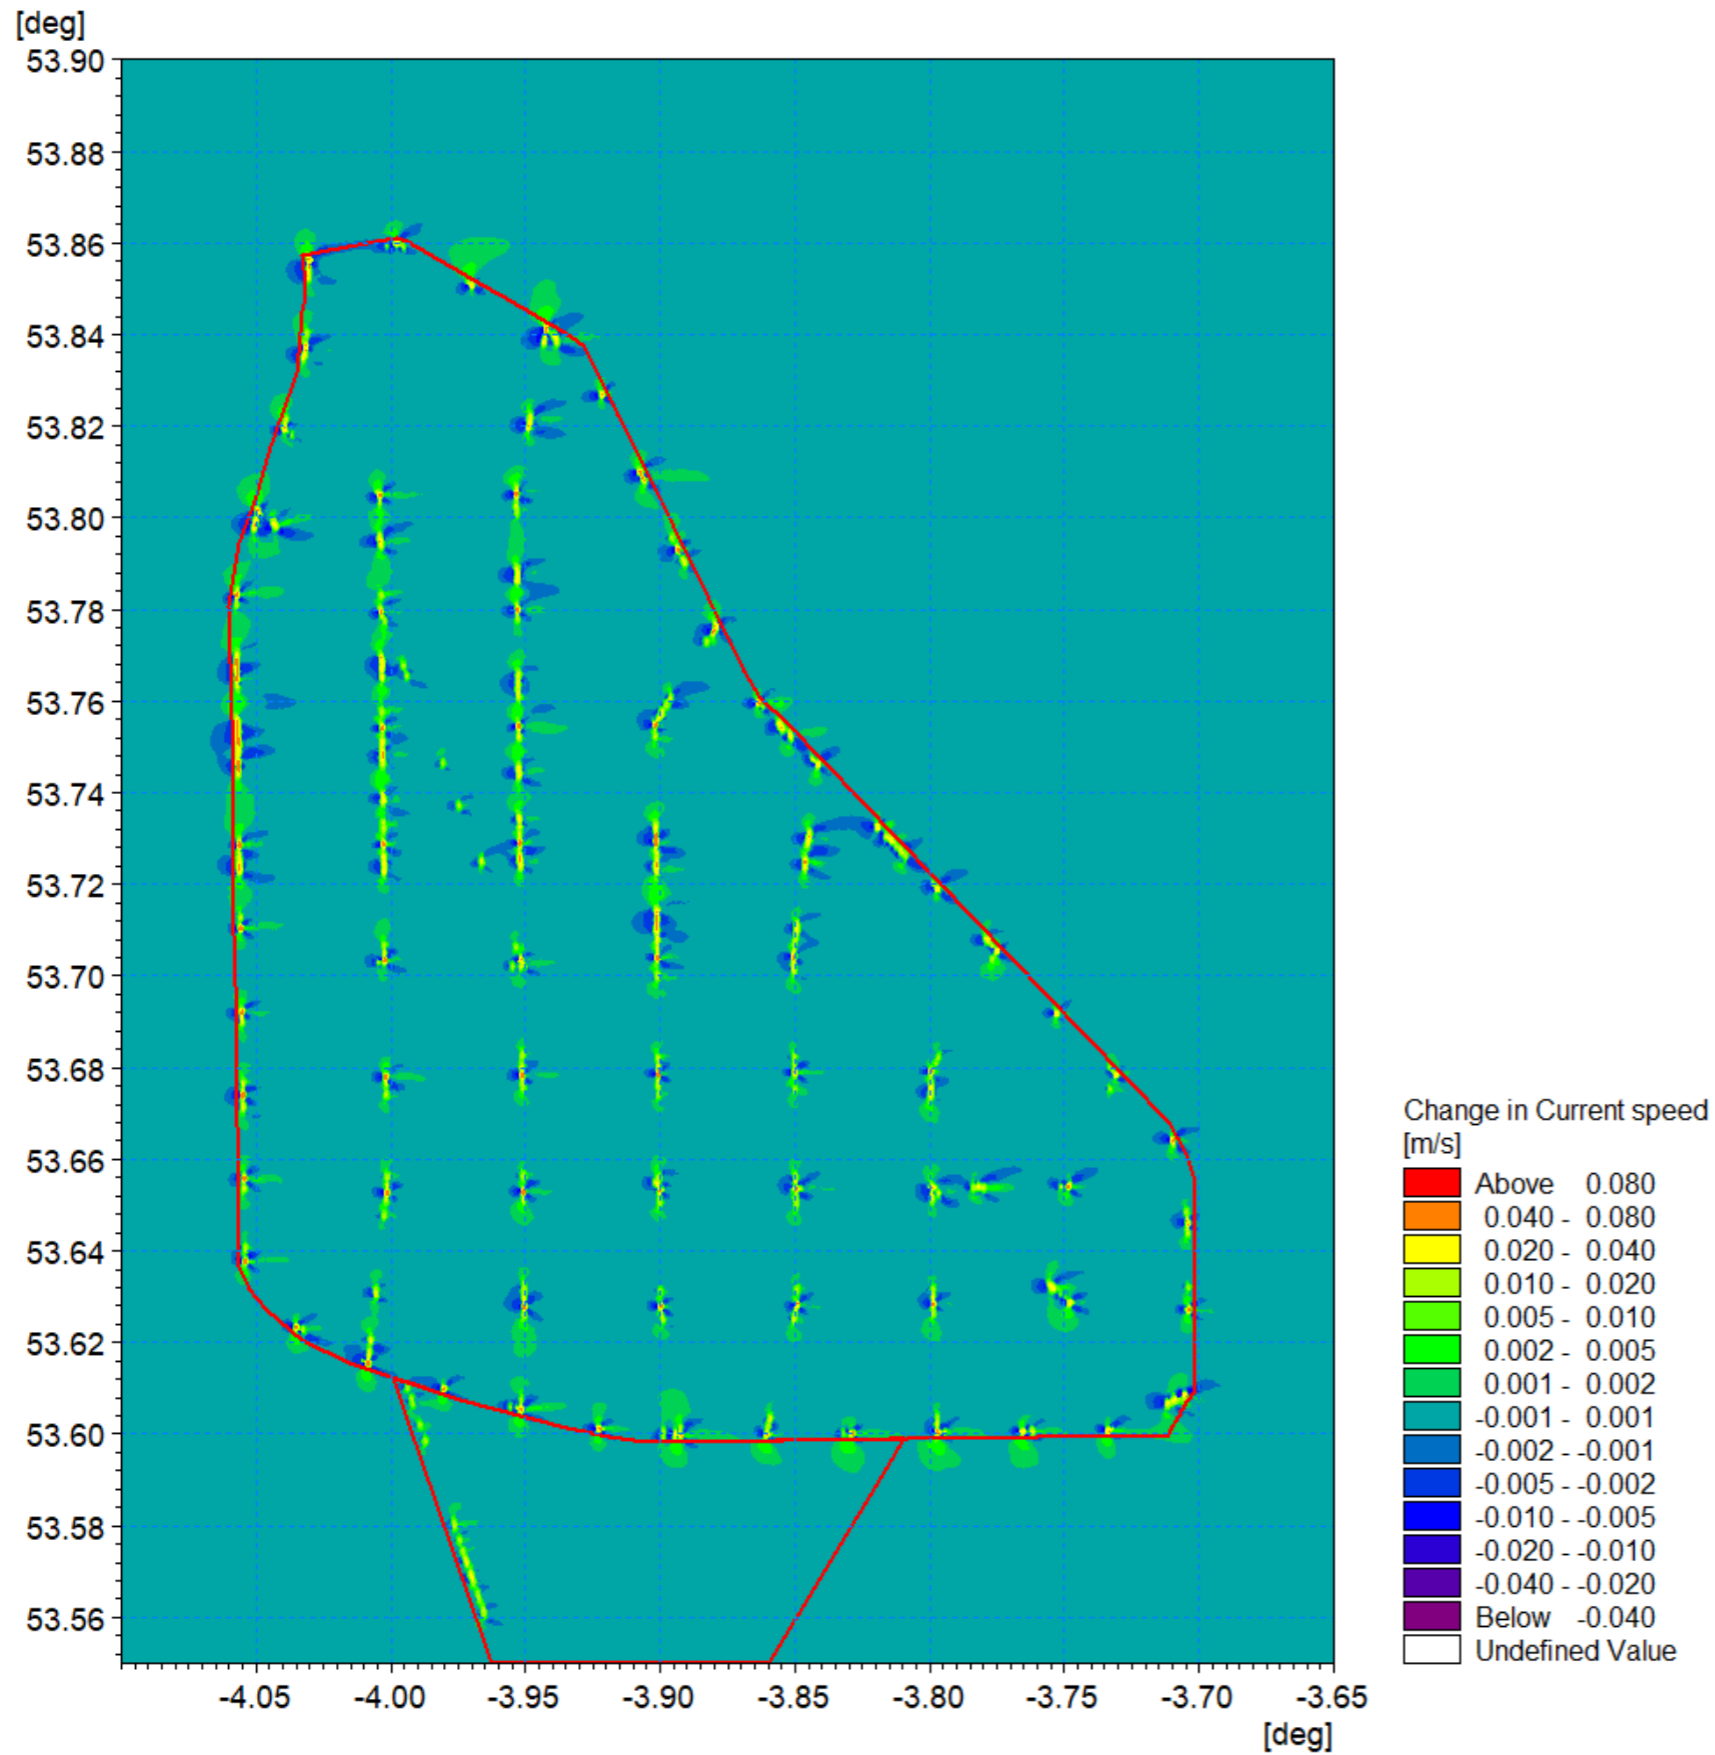 [deg]
53.90
53.88
53.86
53.84
53.82
53.80
53.78
53.76
53.74
53.72
53.70
53.68
53.66
53.64
53.62
53.60
53.58
53.56
-4.05 -4.00 -3.95 -3.90 -3.85 -3.80 -3.75 -3.70 -3.65
[deg]
Change in Current speed
[m/s]
Above 0.080
0.040 - 0.080
0.020 - 0.040
0.010 - 0.020
0.005 - 0.010
0.002 - 0.005
0.001 - 0.002
-0.001 - 0.001
-0.002 - -0.001
-0.005 - -0.002
-0.010 - -0.005
-0.020 - -0.010
-0.040 - -0.020
Below -0.040
Undefined Value